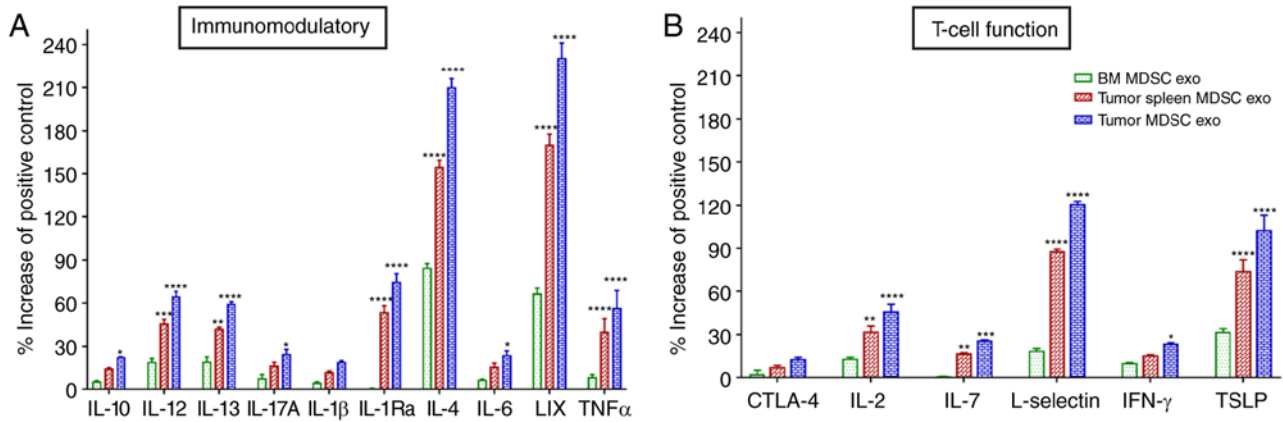 A
Immunomodulatory
% Increase of positive control
240
210
180
150
120
90
60
30
0
* *** **** ** **** * **** **** **** **** * **** **** **** ****
IL-10 IL-12 IL-13 IL-17A IL-1β IL-1Ra IL-4 IL-6 LIX TNFα
B
T-cell function
BM MDSC exo
Tumor spleen MDSC exo
Tumor MDSC exo
% Increase of positive control
240
210
180
150
120
90
60
30
0
** **** ** *** **** **** * **** ****
CTLA-4 IL-2 IL-7 L-selectin IFN-γ TSLP